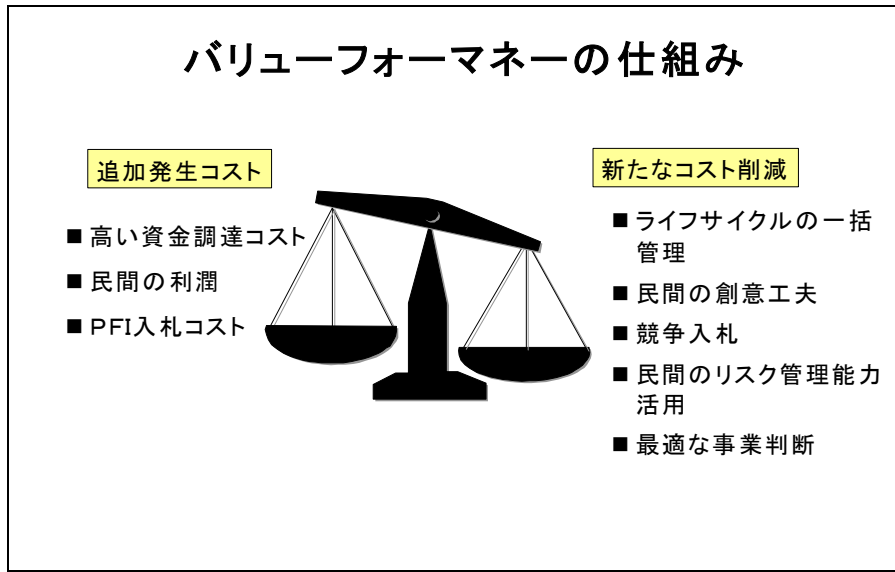 バリューフォーマネーの仕組み
追加発生コスト
■高い資金調達コスト
■民間の利潤
■PFI入札コスト
新たなコスト削減
■ライフサイクルの一括
管理
■民間の創意工夫
■競争入札
■民間のリスク管理能力
活用
■最適な事業判断